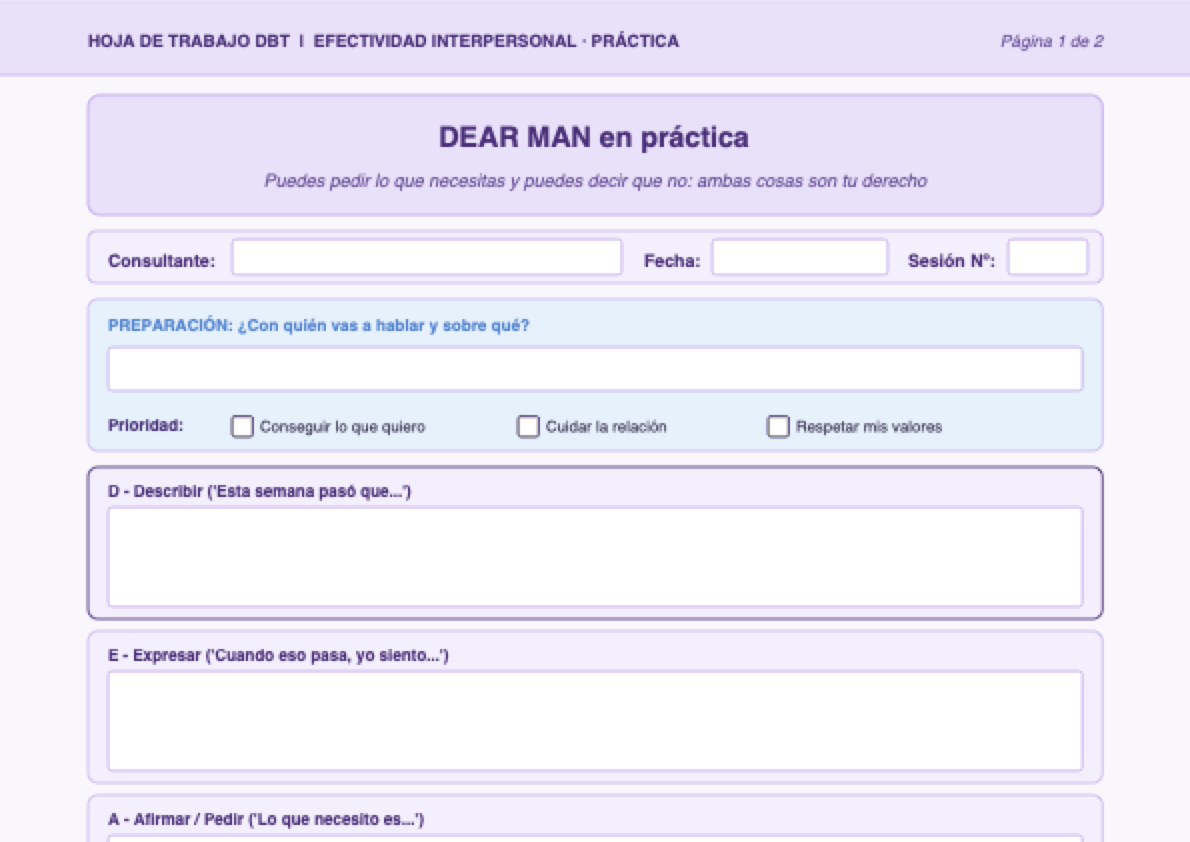 HOJA DE TRABAJO DBT | EFECTIVIDAD INTERPERSONAL · PRÁCTICA
Página 1 de 2
DEAR MAN en práctica
Puedes pedir lo que necesitas y puedes decir que no: ambas cosas son tu derecho
Consultante: Fecha: Sesión Nº:
PREPARACIÓN: ¿Con quién vas a hablar y sobre qué?
Prioridad: Conseguir lo que quiero Cuidar la relación Respetar mis valores
D - Describir ('Esta semana pasó que...')
E - Expresar ('Cuando eso pasa, yo siento...')
A - Afirmar / Pedir ('Lo que necesito es...')